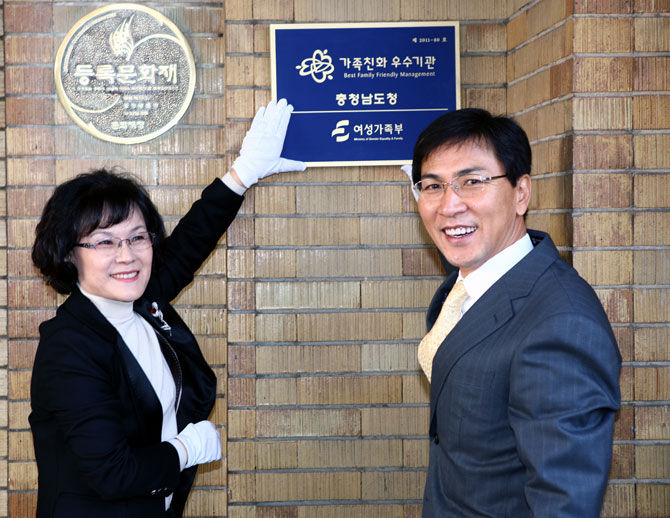 등록문화재
제 2011-80 호
가족친화 우수기관
Best Family Friendly Management
충청남도청
여성가족부
Ministry of Gender Equality & Family